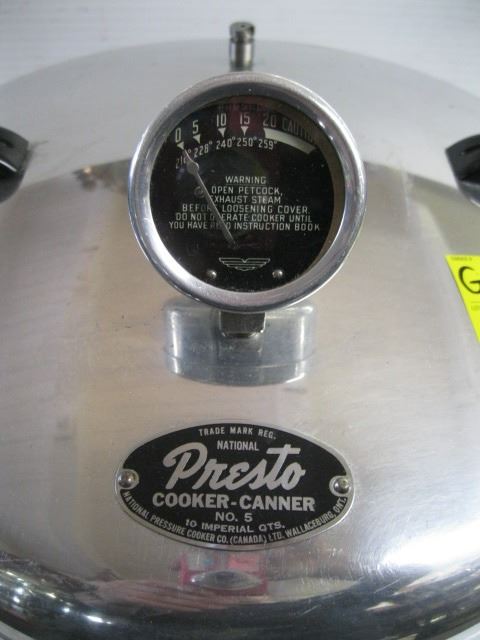 0 5 10 15 20 CAUTION
228° 240° 250° 259°
WARNING
OPEN PETCOCK,
EXHAUST STEAM
BEFORE LOOSENING COVER.
DO NOT OPERATE COOKER UNTIL
YOU HAVE READ INSTRUCTION BOOK
G
TRADE MARK REG.
NATIONAL
Presto
COOKER-CANNER
NO. 5
10 IMPERIAL QTS.
NATIONAL PRESSURE COOKER CO. (CANADA) LTD. WALLACEBURG, ONT.